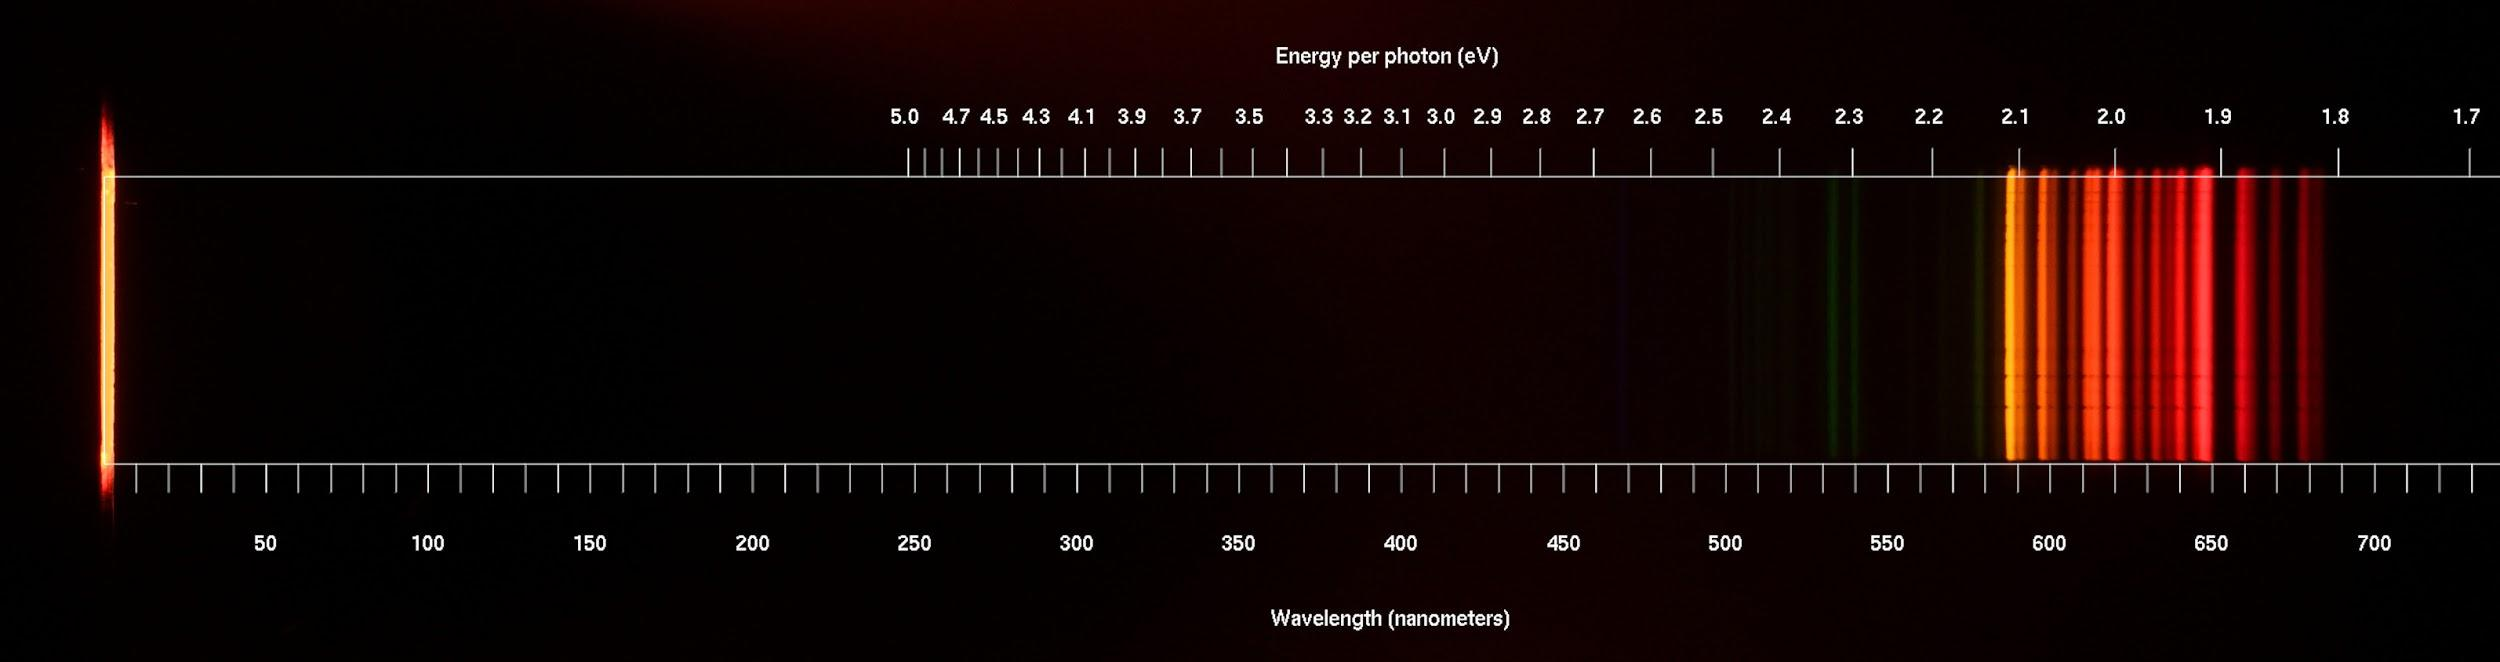 Energy per photon (eV)
5.0 4.7 4.5 4.3 4.1 3.9 3.7 3.5 3.3 3.2 3.1 3.0 2.9 2.8 2.7 2.6 2.5 2.4 2.3 2.2 2.1 2.0 1.9 1.8 1.7
50 100 150 200 250 300 350 400 450 500 550 600 650 700
Wavelength (nanometers)